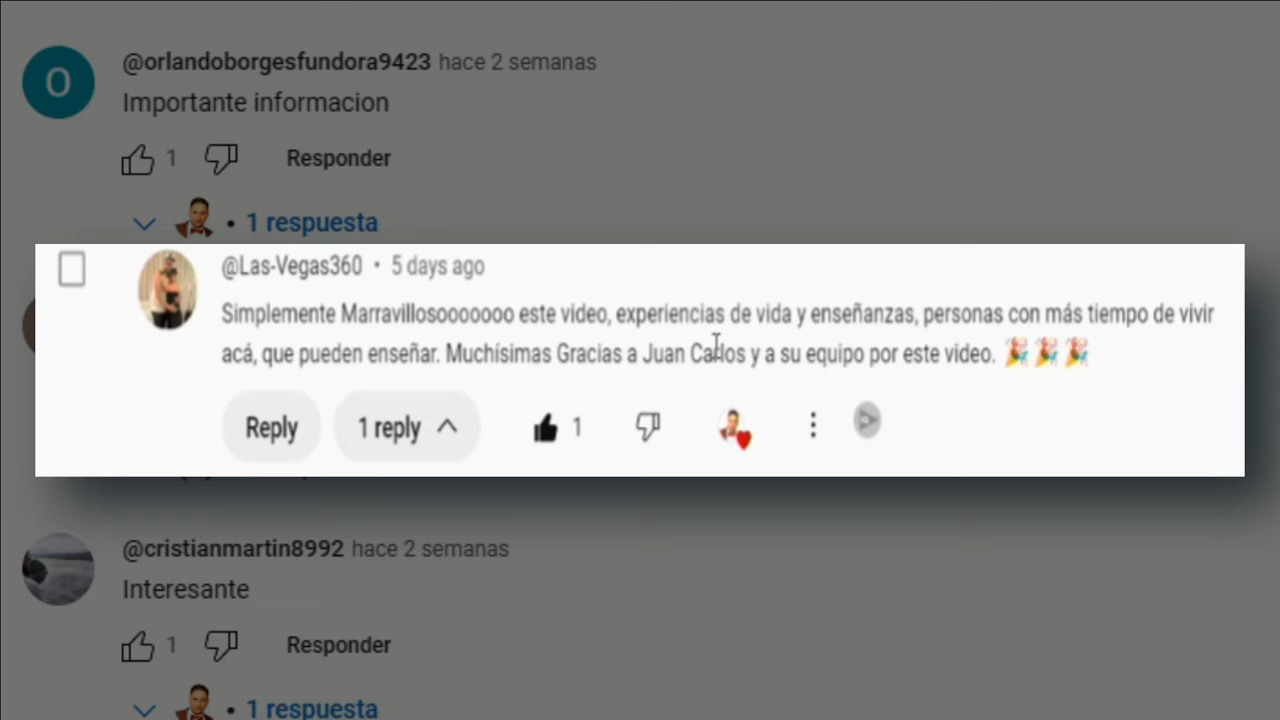 @orlandoborgesfundora9423 hace 2 semanas
Importante informacion
1 Responder
• 1 respuesta
@Las-Vegas360 • 5 days ago
Simplemente Marravillosooooooo este video, experiencias de vida y enseñanzas, personas con más tiempo de vivir
acá, que pueden enseñar. Muchísimas Gracias a Juan Carlos y a su equipo por este video. 🎉🎉🎉
Reply 1 reply 1
@cristianmartin8992 hace 2 semanas
Interesante
1 Responder
• 1 respuesta